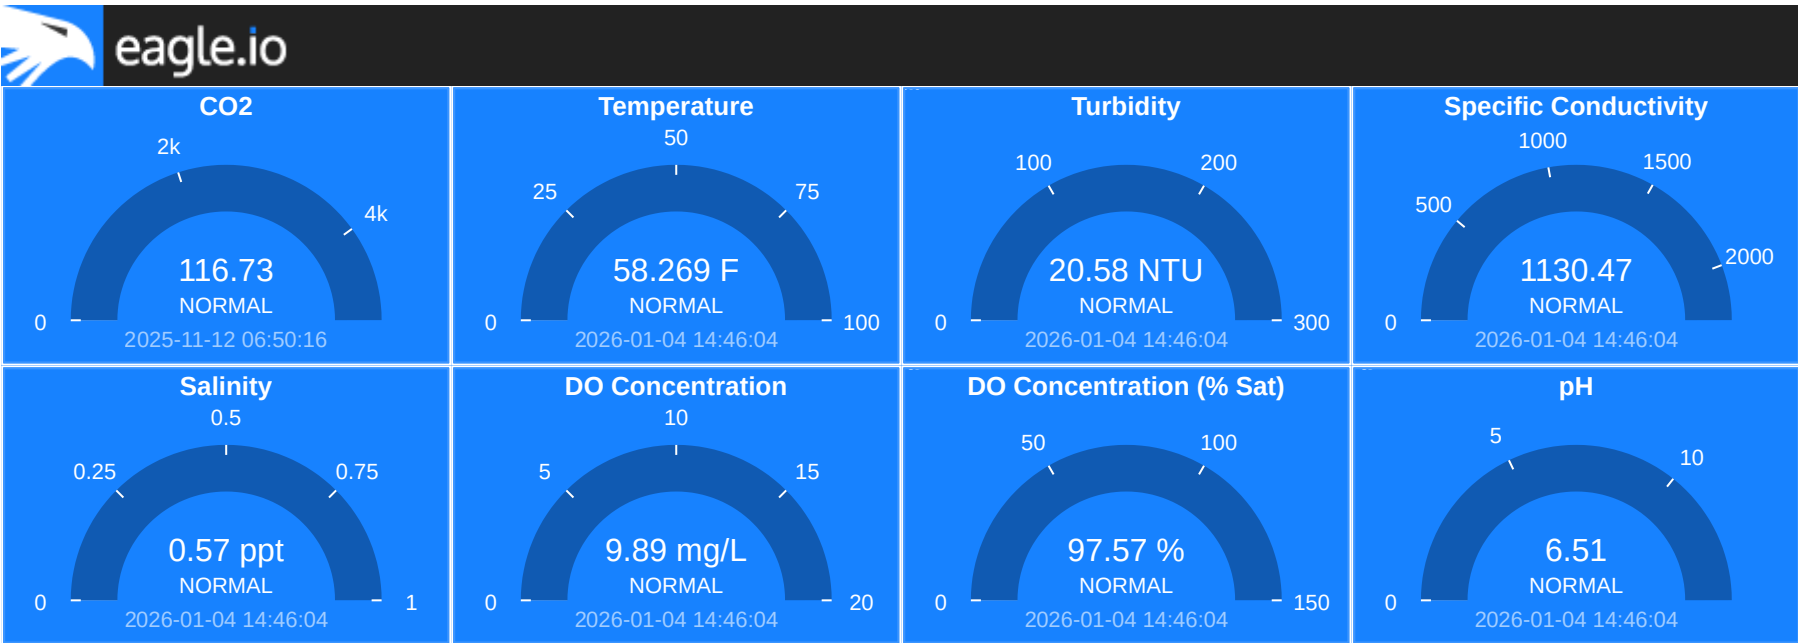 eagle.io
CO2
2k
4k
0
116.73
NORMAL
2025-11-12 06:50:16
Temperature
50
25
75
0
100
58.269 F
NORMAL
2026-01-04 14:46:04
Turbidity
100
200
0
300
20.58 NTU
NORMAL
2026-01-04 14:46:04
Specific Conductivity
1000
1500
500
2000
0
1130.47
NORMAL
2026-01-04 14:46:04
Salinity
0.5
0.25
0.75
0
1
0.57 ppt
NORMAL
2026-01-04 14:46:04
DO Concentration
10
5
15
0
20
9.89 mg/L
NORMAL
2026-01-04 14:46:04
DO Concentration (% Sat)
50
100
0
150
97.57 %
NORMAL
2026-01-04 14:46:04
pH
5
10
0
6.51
NORMAL
2026-01-04 14:46:04